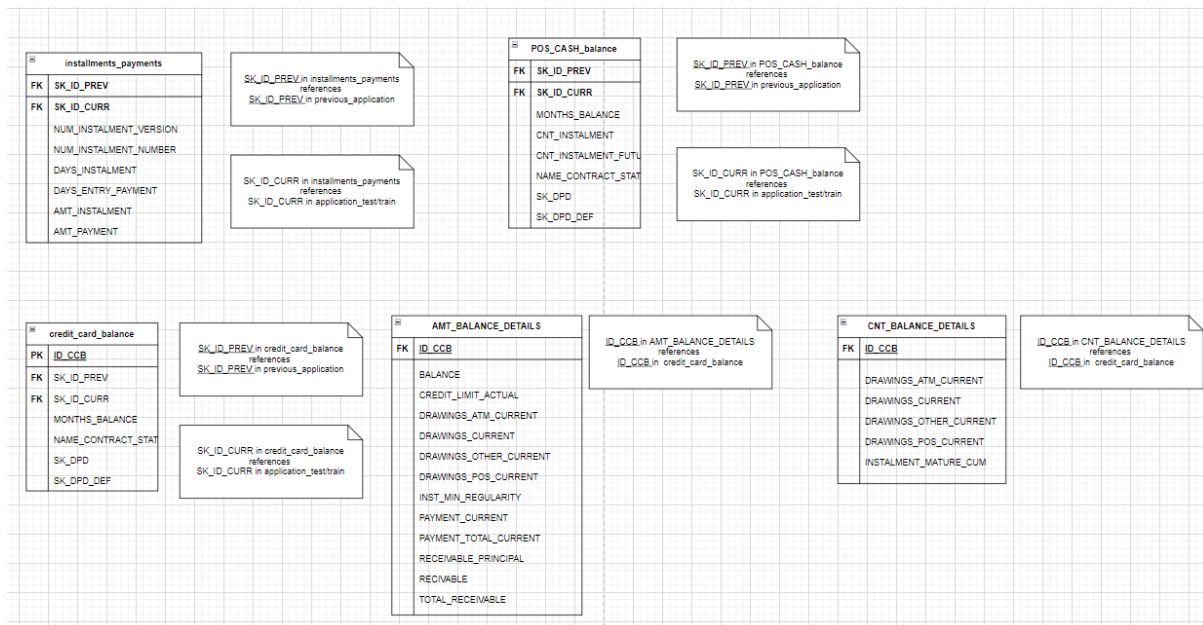 installments_payments
FK SK_ID_PREV
FK SK_ID_CURR
NUM_INSTALMENT_VERSION
NUM_INSTALMENT_NUMBER
DAYS_INSTALMENT
DAYS_ENTRY_PAYMENT
AMT_INSTALMENT
AMT_PAYMENT
SK_ID_PREV in installments_payments
references
SK_ID_PREV in previous_application
SK_ID_CURR in installments_payments
references
SK_ID_CURR in application_test/train
POS_CASH_balance
FK SK_ID_PREV
FK SK_ID_CURR
MONTHS_BALANCE
CNT_INSTALMENT
CNT_INSTALMENT_FUTU
NAME_CONTRACT_STAT
SK_DPD
SK_DPD_DEF
SK_ID_PREV in POS_CASH_balance
references
SK_ID_PREV in previous_application
SK_ID_CURR in POS_CASH_balance
references
SK_ID_CURR in application_test/train
credit_card_balance
PK ID_CCB
FK SK_ID_PREV
FK SK_ID_CURR
MONTHS_BALANCE
NAME_CONTRACT_STAT
SK_DPD
SK_DPD_DEF
SK_ID_PREV in credit_card_balance
references
SK_ID_PREV in previous_application
SK_ID_CURR in credit_card_balance
references
SK_ID_CURR in application_test/train
AMT_BALANCE_DETAILS
FK ID_CCB
BALANCE
CREDIT_LIMIT_ACTUAL
DRAWINGS_ATM_CURRENT
DRAWINGS_CURRENT
DRAWINGS_OTHER_CURRENT
DRAWINGS_POS_CURRENT
INST_MIN_REGULARITY
PAYMENT_CURRENT
PAYMENT_TOTAL_CURRENT
RECEIVABLE_PRINCIPAL
RECIVABLE
TOTAL_RECEIVABLE
ID_CCB in AMT_BALANCE_DETAILS
references
ID_CCB in credit_card_balance
CNT_BALANCE_DETAILS
FK ID_CCB
DRAWINGS_ATM_CURRENT
DRAWINGS_CURRENT
DRAWINGS_OTHER_CURRENT
DRAWINGS_POS_CURRENT
INSTALMENT_MATURE_CUM
ID_CCB in CNT_BALANCE_DETAILS
references
ID_CCB in credit_card_balance